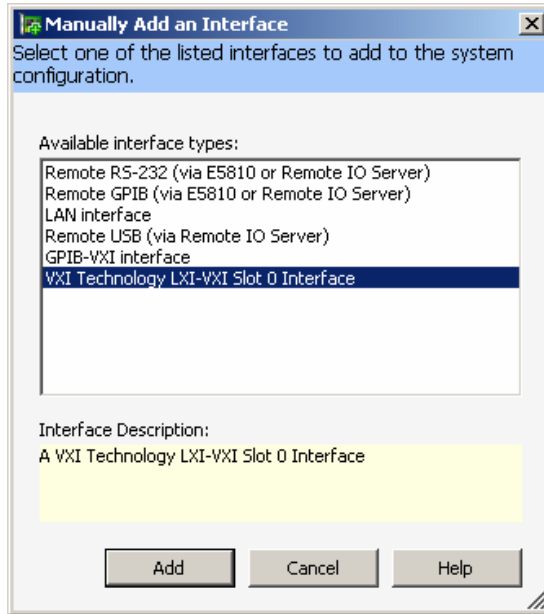 Manually Add an Interface
Select one of the listed interfaces to add to the system
configuration.
Available interface types:
Remote RS-232 (via E5810 or Remote IO Server)
Remote GPIB (via E5810 or Remote IO Server)
LAN interface
Remote USB (via Remote IO Server)
GPIB-VXI interface
VXI Technology LXI-VXI Slot 0 Interface
Interface Description:
A VXI Technology LXI-VXI Slot 0 Interface
Add Cancel Help